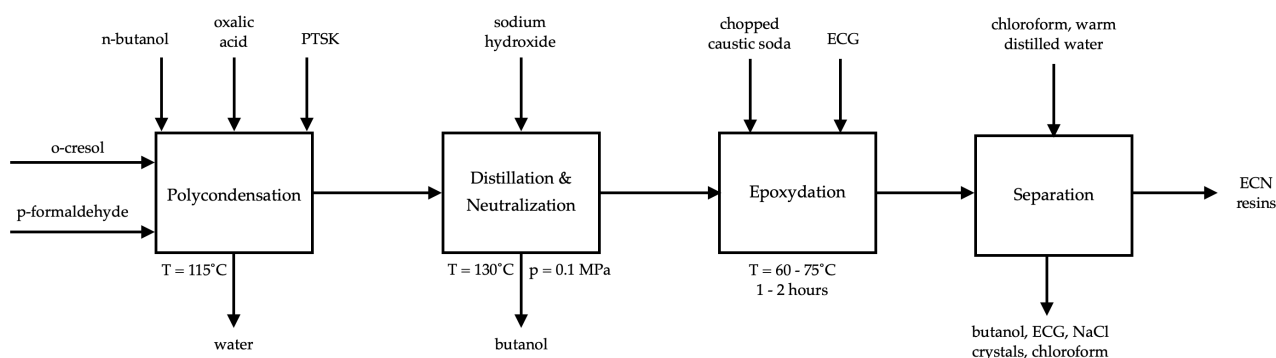 n-butanol
oxalic
acid
PTSK
sodium
hydroxide
chopped
caustic soda
ECG
chloroform, warm
distilled water
o-cresol
p-formaldehyde
Polycondensation
Distillation &
Neutralization
Epoxydation
Separation
ECN
resins
T = 115˚C
T = 130˚C
p = 0.1 MPa
T = 60 - 75˚C
1 - 2 hours
water
butanol
butanol, ECG, NaCl
crystals, chloroform